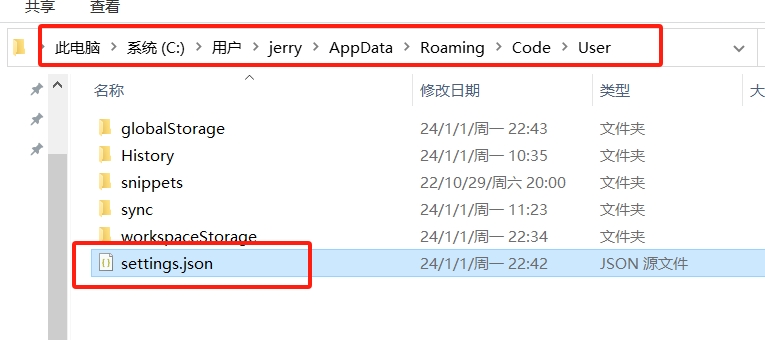 共享 查看
此电脑 系统 (C:) 用户 jerry AppData Roaming Code User
名称 修改日期 类型 大
globalStorage 24/1/1/周一 22:43 文件夹
History 24/1/1/周一 10:35 文件夹
snippets 22/10/29/周六 20:00 文件夹
sync 24/1/1/周一 11:23 文件夹
workspaceStorage 24/1/1/周一 22:34 文件夹
settings.json 24/1/1/周一 22:42 JSON 源文件